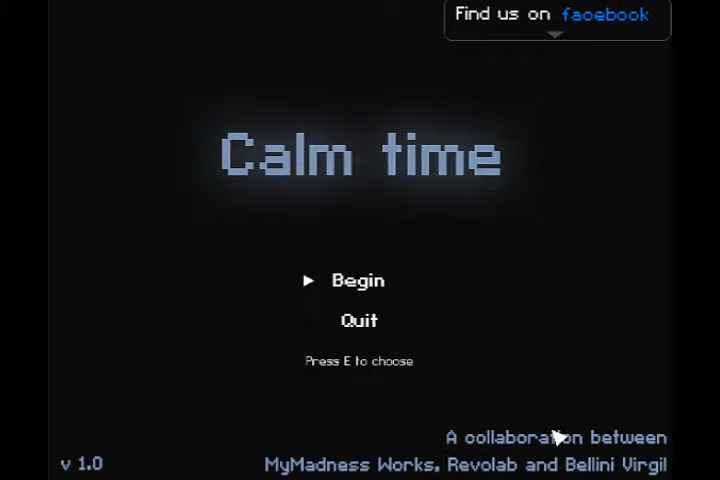 Find us on facebook
Calm time
Begin
Quit
Press E to choose
A collaboration between
v 1.0 MyMadness Works, Revolab and Bellini Virgil